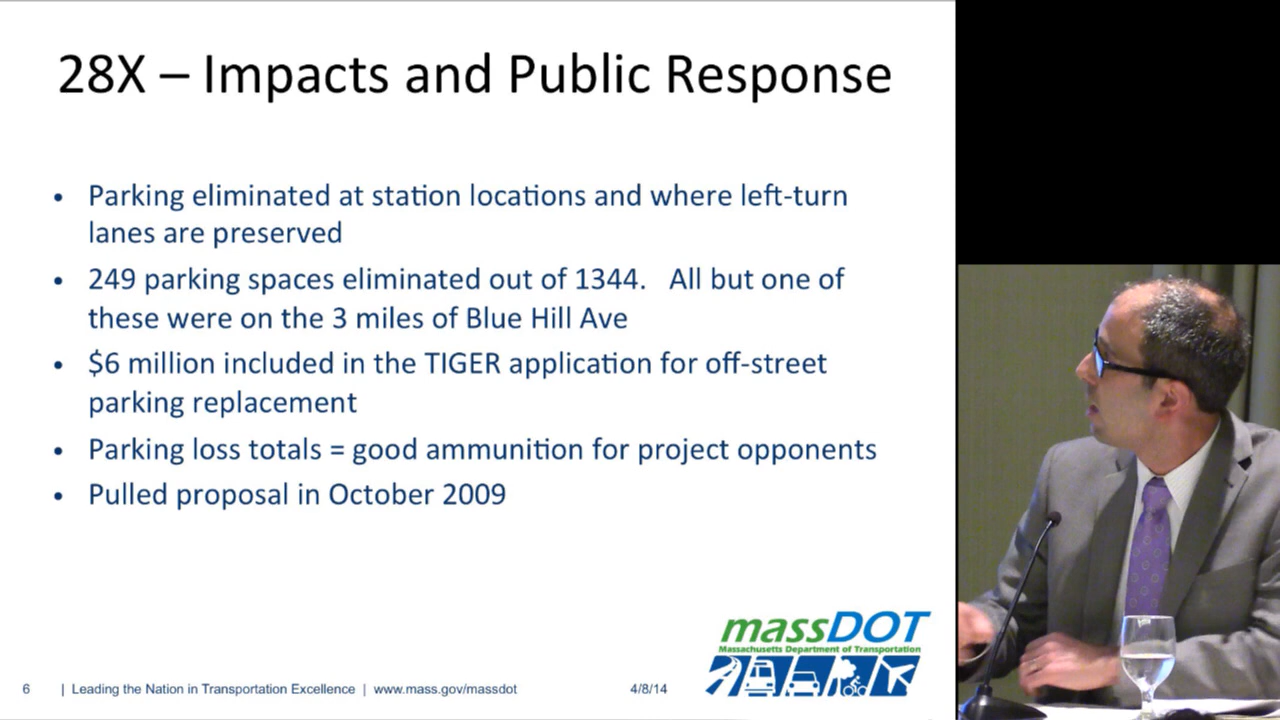 28X – Impacts and Public Response
• Parking eliminated at station locations and where left-turn
lanes are preserved
• 249 parking spaces eliminated out of 1344. All but one of
these were on the 3 miles of Blue Hill Ave
• $6 million included in the TIGER application for off-street
parking replacement
• Parking loss totals = good ammunition for project opponents
• Pulled proposal in October 2009
massDOT
Massachusetts Department of Transportation
6 | Leading the Nation in Transportation Excellence | www.mass.gov/massdot 4/8/14